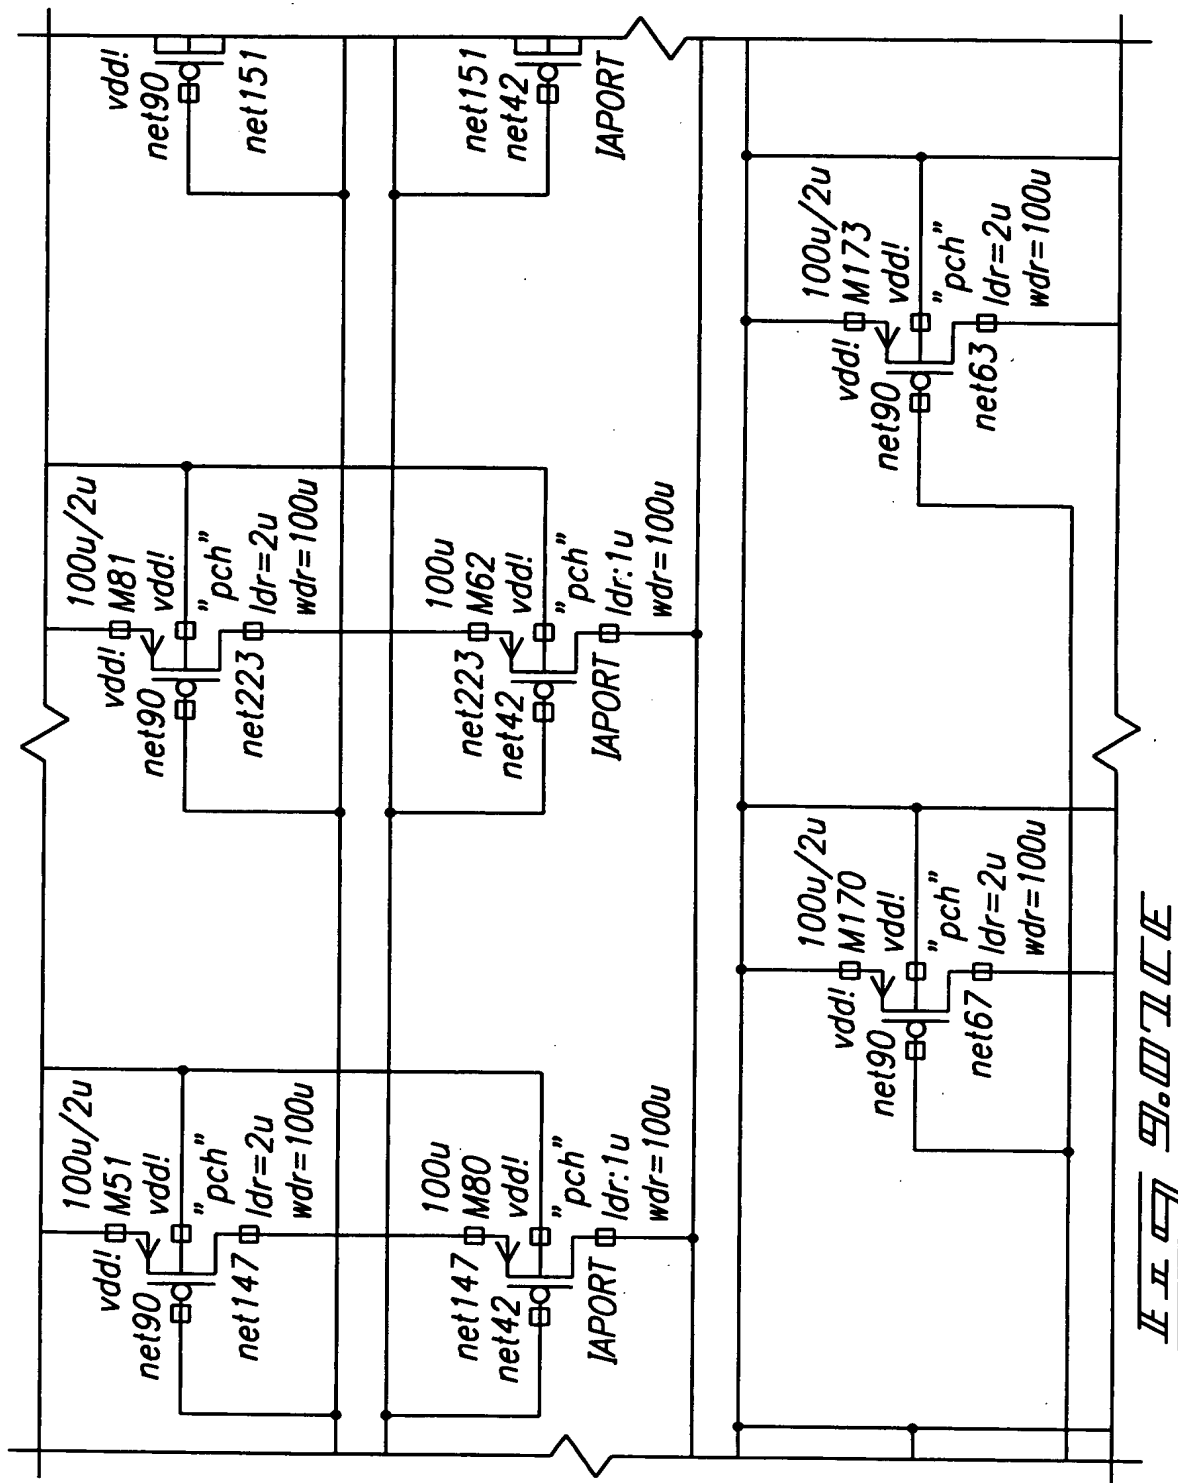 100u/2u
M51
vdd!
vdd!
net90
"pch"
ldr=2u
wdr=100u
net147
100u
M80
vdd!
net147
net42
"pch"
ldr:1u
wdr=100u
IAPORT
100u/2u
M81
vdd!
vdd!
net90
"pch"
ldr=2u
wdr=100u
net223
100u
M62
vdd!
net223
net42
"pch"
ldr:1u
wdr=100u
IAPORT
vdd!
net90
net151
net151
net42
IAPORT
100u/2u
M170
vdd!
vdd!
net90
"pch"
ldr=2u
wdr=100u
net67
100u/2u
M173
vdd!
vdd!
net90
"pch"
ldr=2u
wdr=100u
net63
FIG 9.07CE